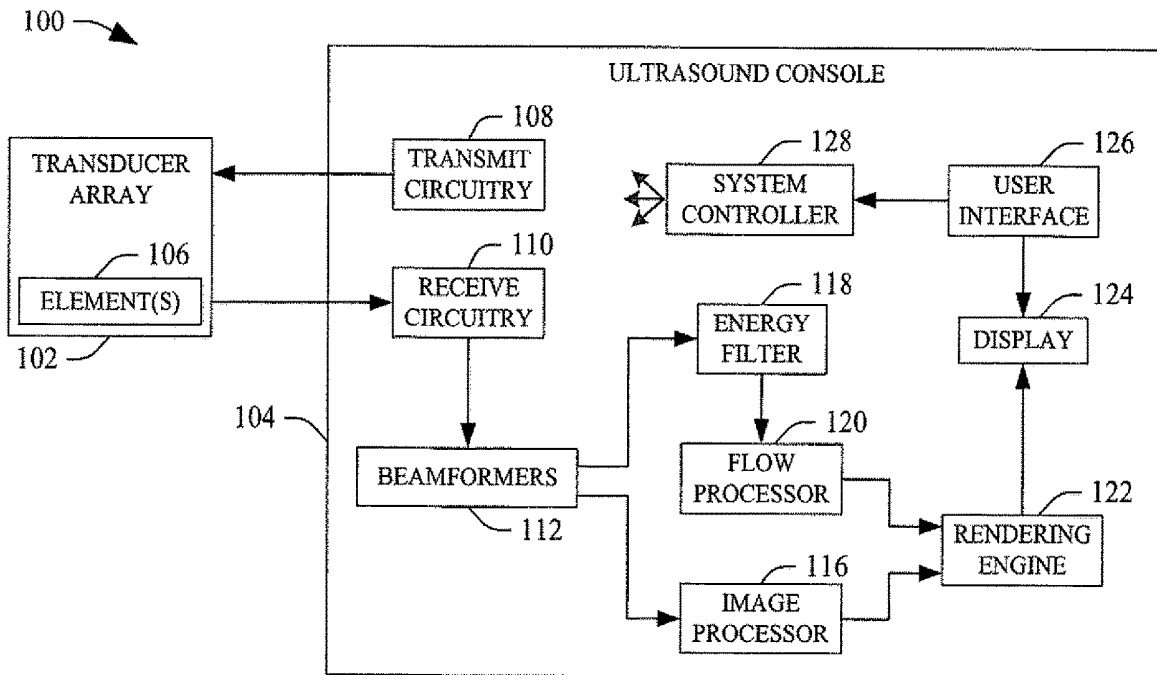 100
ULTRASOUND CONSOLE
108
TRANSMIT
CIRCUITRY
128
SYSTEM
CONTROLLER
126
USER
INTERFACE
TRANSDUCER
ARRAY
106
ELEMENT(S)
102
110
RECEIVE
CIRCUITRY
118
ENERGY
FILTER
124
DISPLAY
104
BEAMFORMERS
112
120
FLOW
PROCESSOR
122
RENDERING
ENGINE
116
IMAGE
PROCESSOR